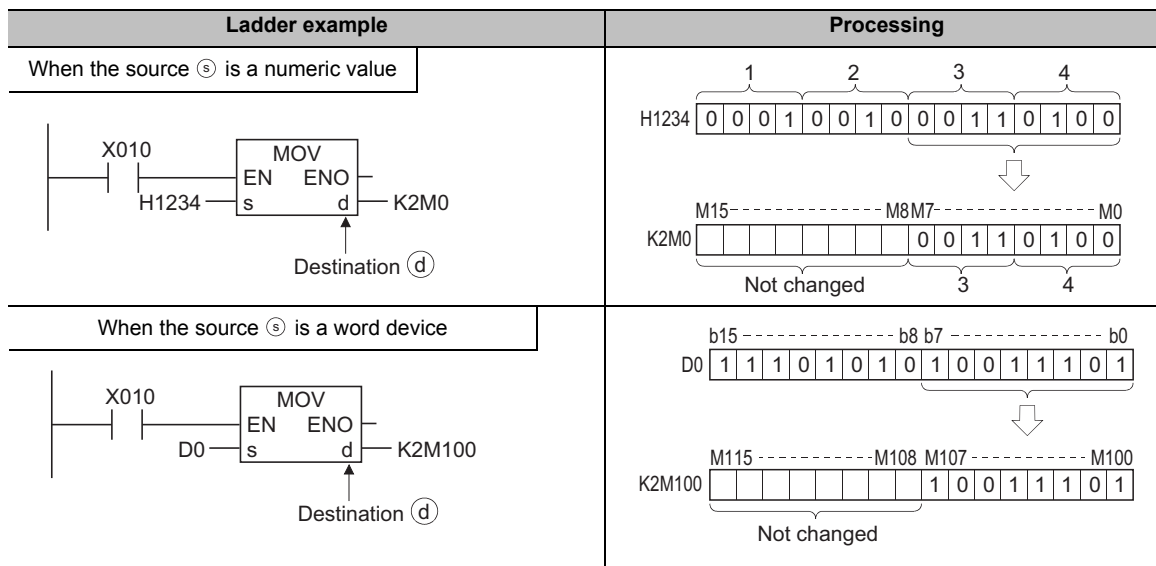 Ladder example
Processing
When the source ⓢ is a numeric value
X010
MOV
EN ENO
H1234 s d K2M0
Destination ⓓ
1 2 3 4
H1234 0 0 0 1 0 0 1 0 0 0 1 1 0 1 0 0
M15 M8 M7 M0
K2M0 0 0 1 1 0 1 0 0
Not changed 3 4
When the source ⓢ is a word device
X010
MOV
EN ENO
D0 s d K2M100
Destination ⓓ
b15 b8 b7 b0
D0 1 1 1 0 1 0 1 0 1 0 0 1 1 1 0 1
M115 M108 M107 M100
K2M100 1 0 0 1 1 1 0 1
Not changed